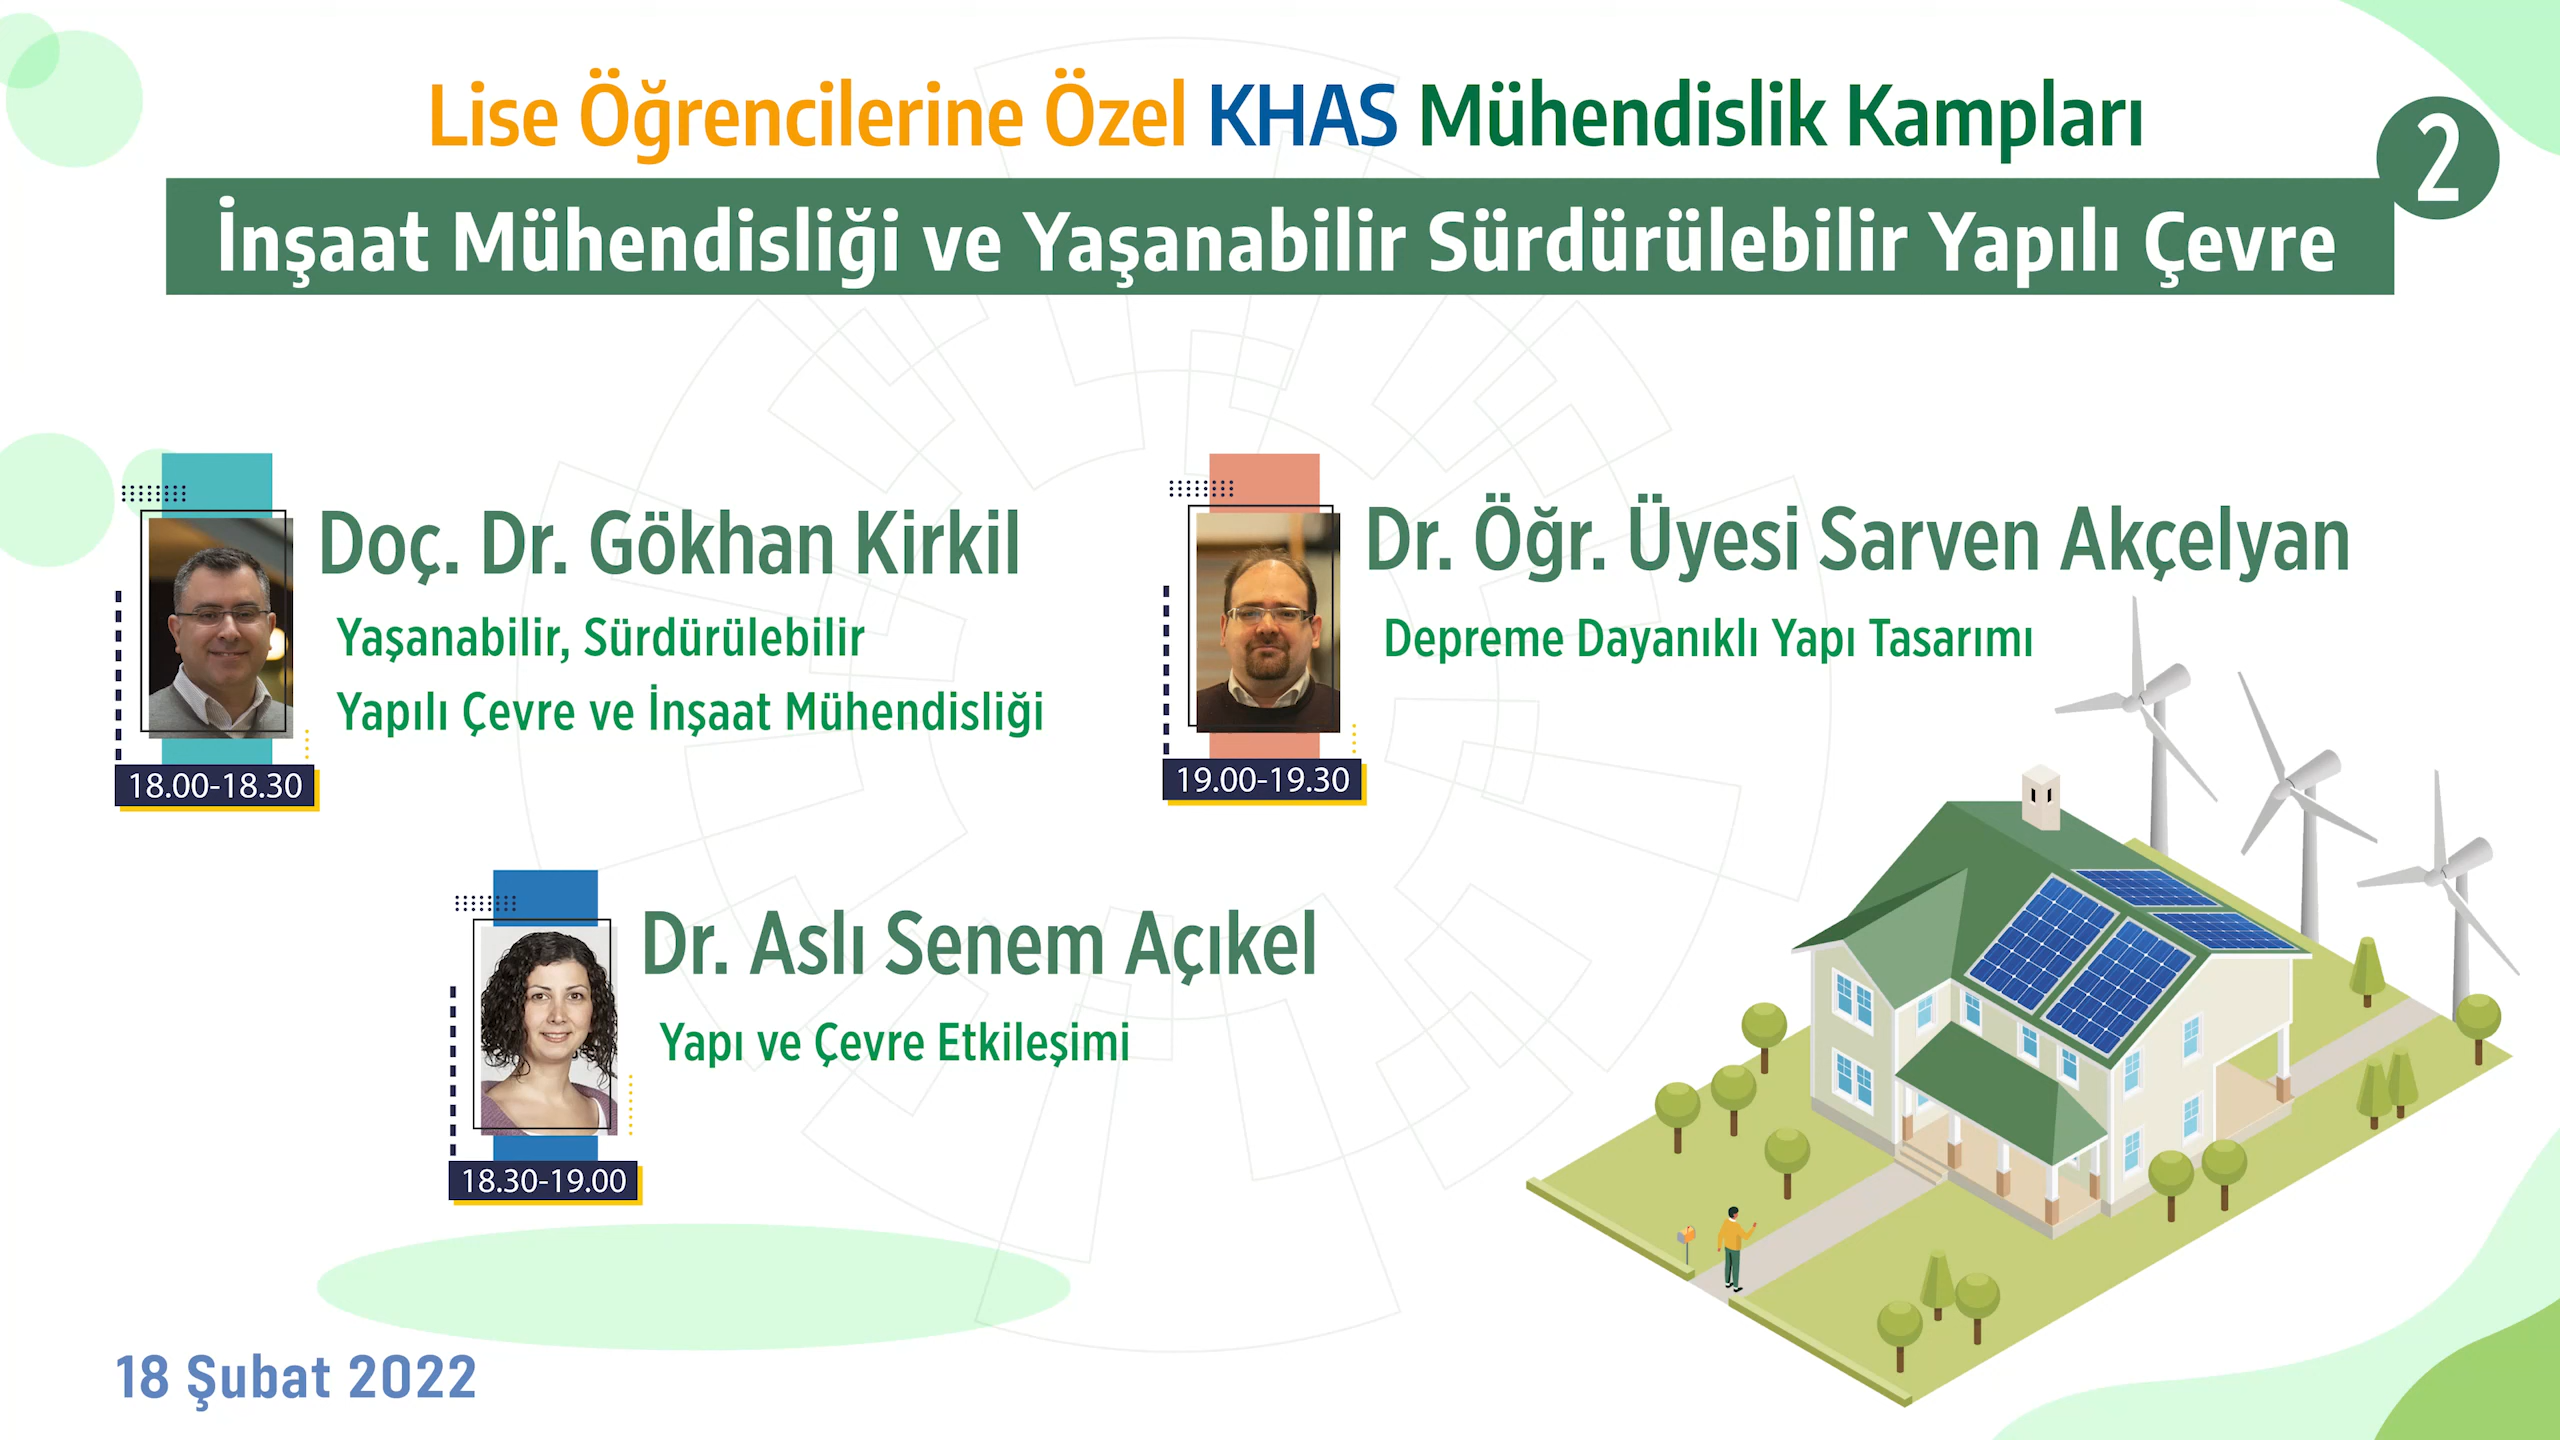 Lise Öğrencilerine Özel KHAS Mühendislik Kampları
2
İnşaat Mühendisliği ve Yaşanabilir Sürdürülebilir Yapılı Çevre
Doç. Dr. Gökhan Kirkil
Yaşanabilir, Sürdürülebilir
Yapılı Çevre ve İnşaat Mühendisliği
18.00-18.30
Dr. Öğr. Üyesi Sarven Akçelyan
Depreme Dayanıklı Yapı Tasarımı
19.00-19.30
Dr. Aslı Senem Açıkel
Yapı ve Çevre Etkileşimi
18.30-19.00
18 Şubat 2022